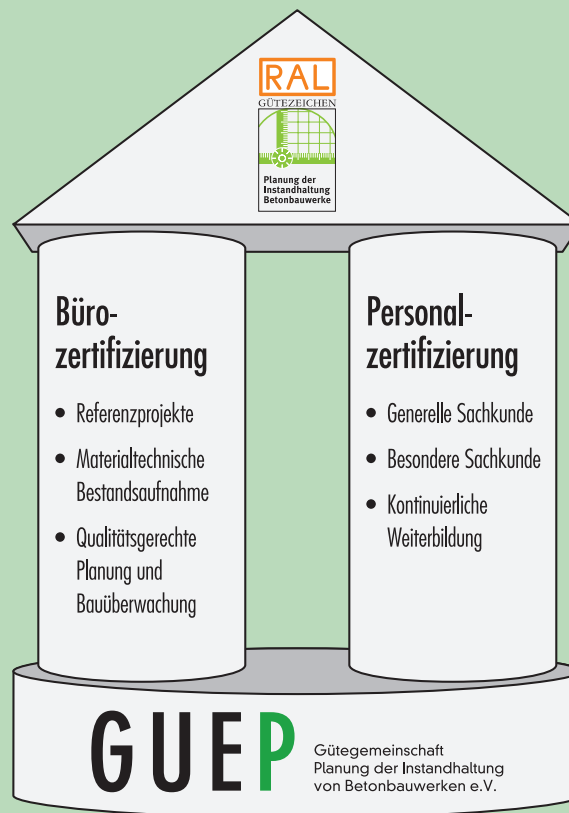 RAL
GÜTEZEICHEN
Planung der
Instandhaltung
Betonbauwerke
Büro-
zertifizierung
• Referenzprojekte
• Materialtechnische
Bestandsaufnahme
• Qualitätsgerechte
Planung und
Bauüberwachung
Personal-
zertifizierung
• Generelle Sachkunde
• Besondere Sachkunde
• Kontinuierliche
Weiterbildung
GUEP
Gütegemeinschaft
Planung der Instandhaltung
von Betonbauwerken e.V.